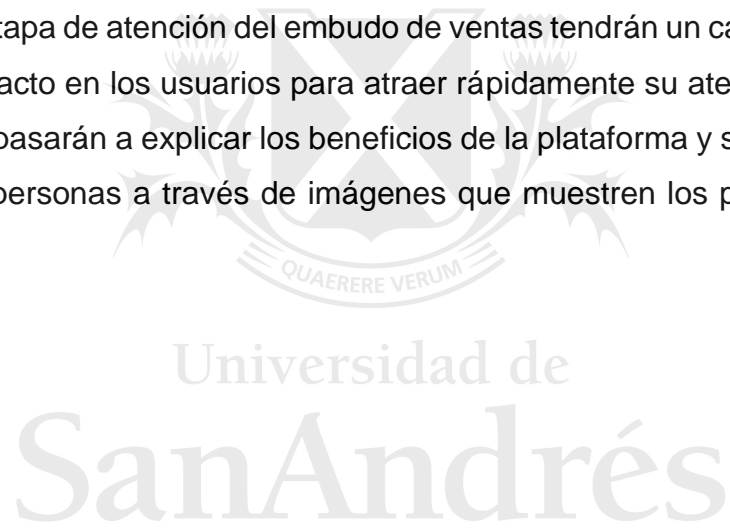 tapa de atención del embudo de ventas tendrán un ca
acto en los usuarios para atraer rápidamente su ate
pasarán a explicar los beneficios de la plataforma y s
personas a través de imágenes que muestren los p
QUAERERE VERUM
Universidad de
SanAndrés